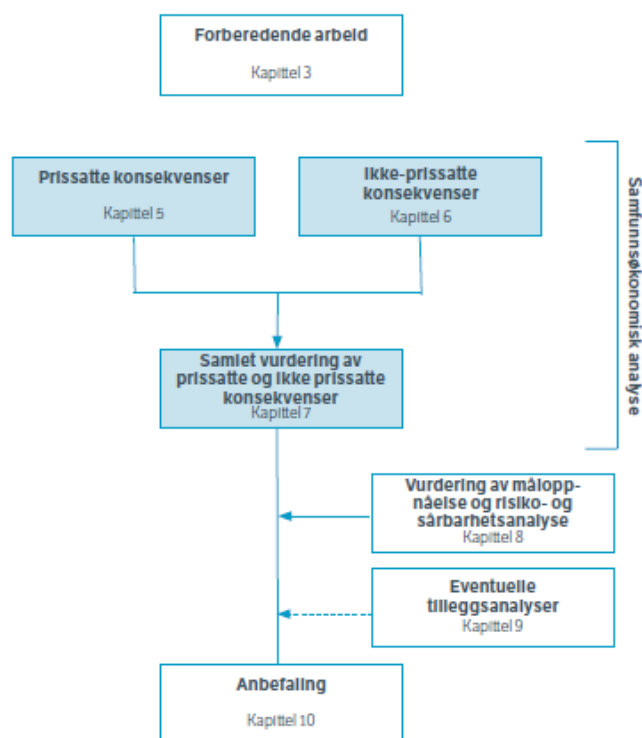 Forberedende arbeid
Kapittel 3
Prissatte konsekvenser
Kapittel 5
Ikke-prissatte
konsekvenser
Kapittel 6
Samfunnsøkonomisk analyse
Samlet vurdering av
prissatte og ikke prissatte
konsekvenser
Kapittel 7
Vurdering av måloppnåelse
nåelse og risiko- og
sårbarhetsanalyse
Kapittel 8
Eventuelle
tilleggsanalyser
Kapittel 9
Anbefaling
Kapittel 10